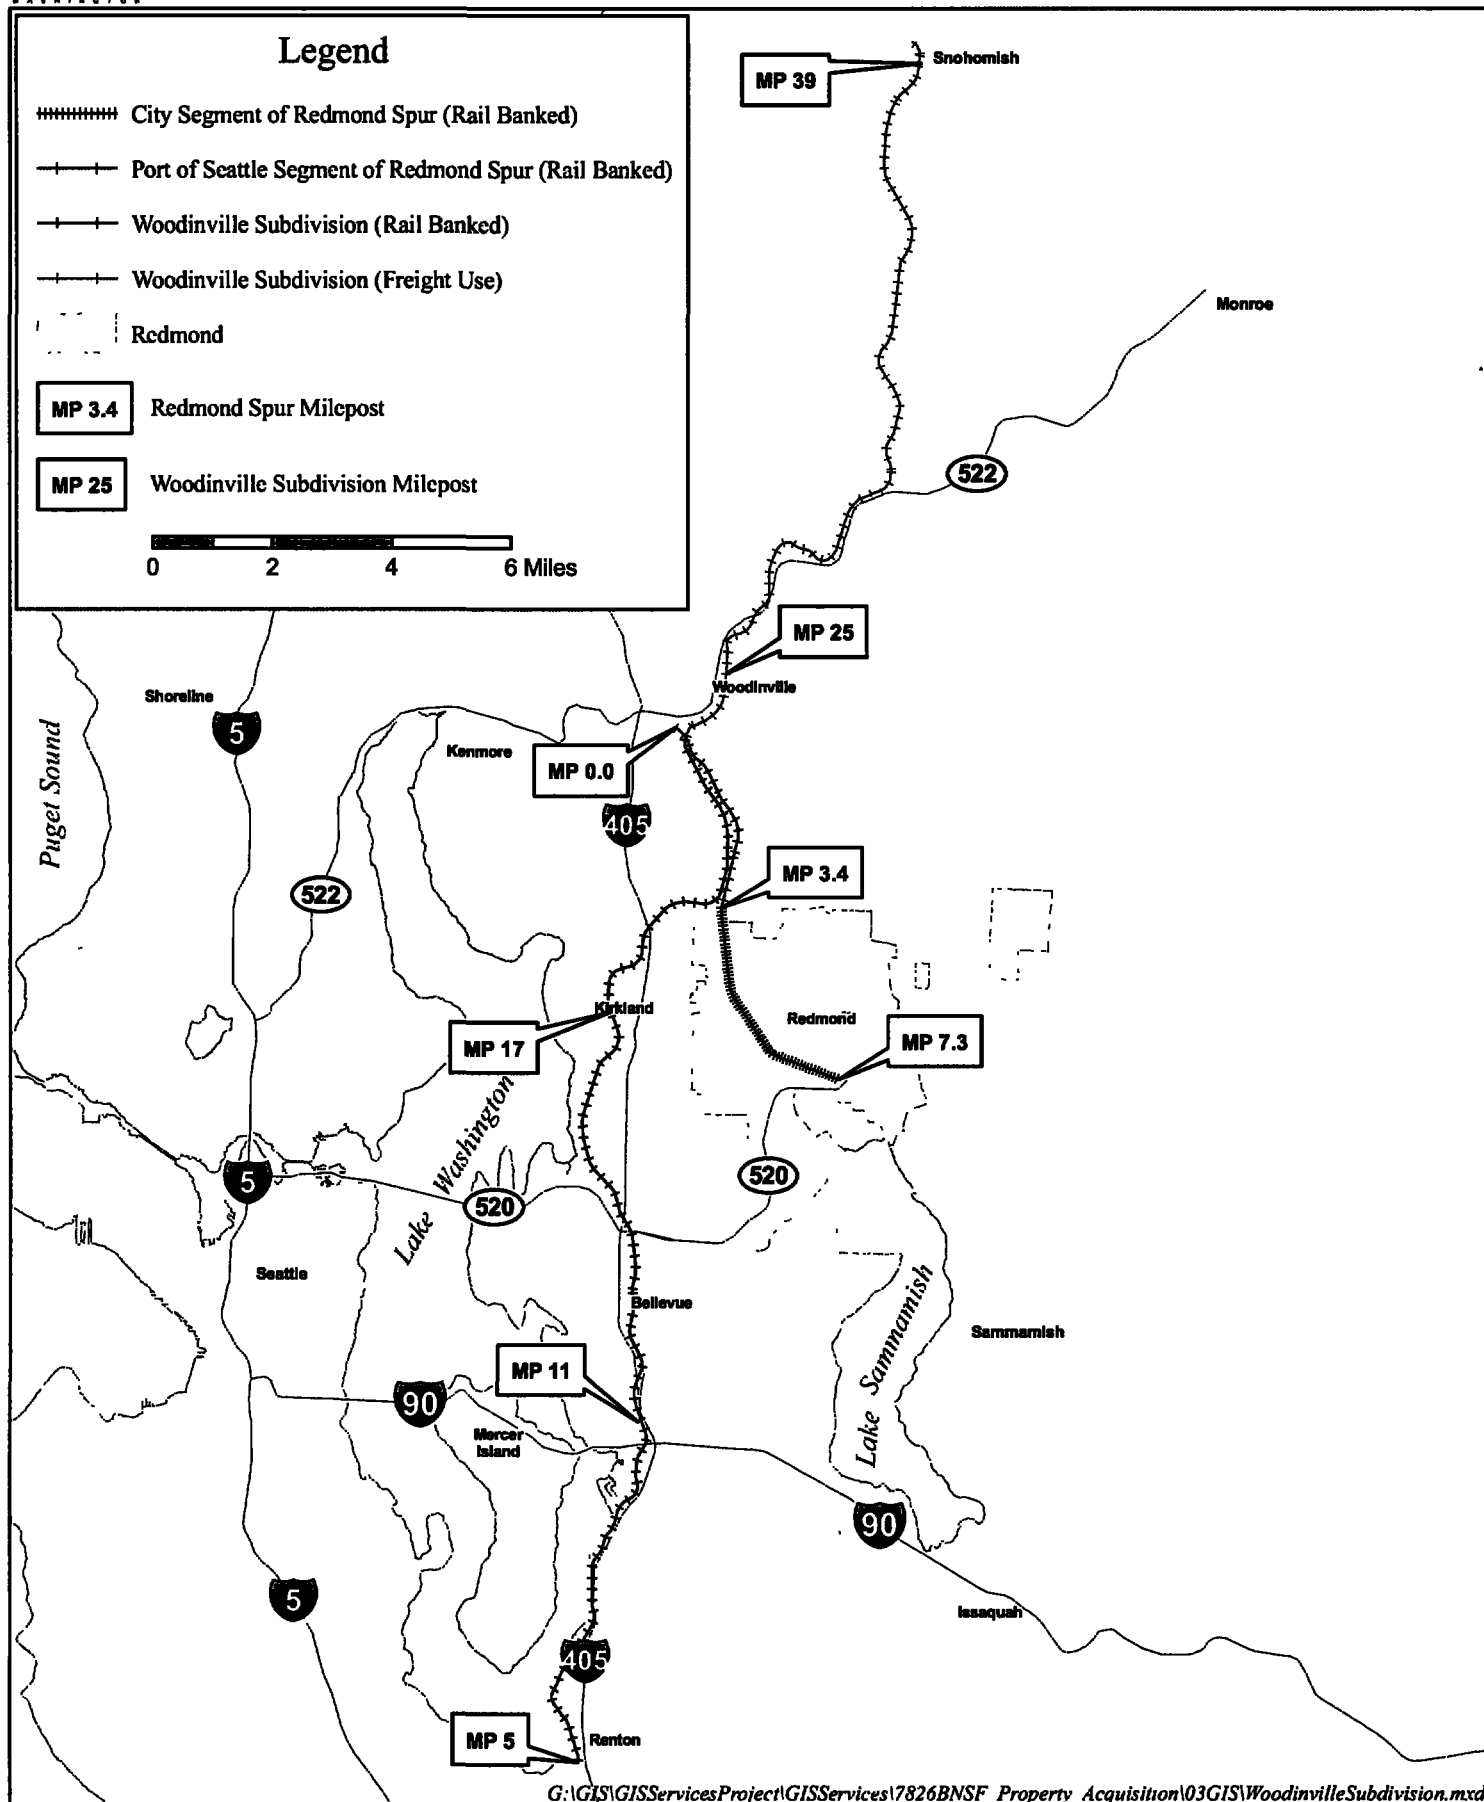 Legend
City Segment of Redmond Spur (Rail Banked)
Port of Seattle Segment of Redmond Spur (Rail Banked)
Woodinville Subdivision (Rail Banked)
Woodinville Subdivision (Freight Use)
Redmond
MP 3.4 Redmond Spur Milepost
MP 25 Woodinville Subdivision Milepost
0 2 4 6 Miles
MP 39
Snohomish
Monroe
522
MP 25
Woodinville
Shoreline
5
Puget Sound
Kenmore
MP 0.0
405
MP 3.4
522
Kirkland
Redmond
MP 17
MP 7.3
Lake Washington
5
520
520
Seattle
Bellevue
Lake Sammamish
Sammamish
MP 11
90
Mercer
Island
90
5
Issaquah
405
MP 5
Renton
G:\GIS\GISServicesProject\GISServices\7826BNSF_Property_Acquisition\03GIS\WoodinvilleSubdivision.mxd